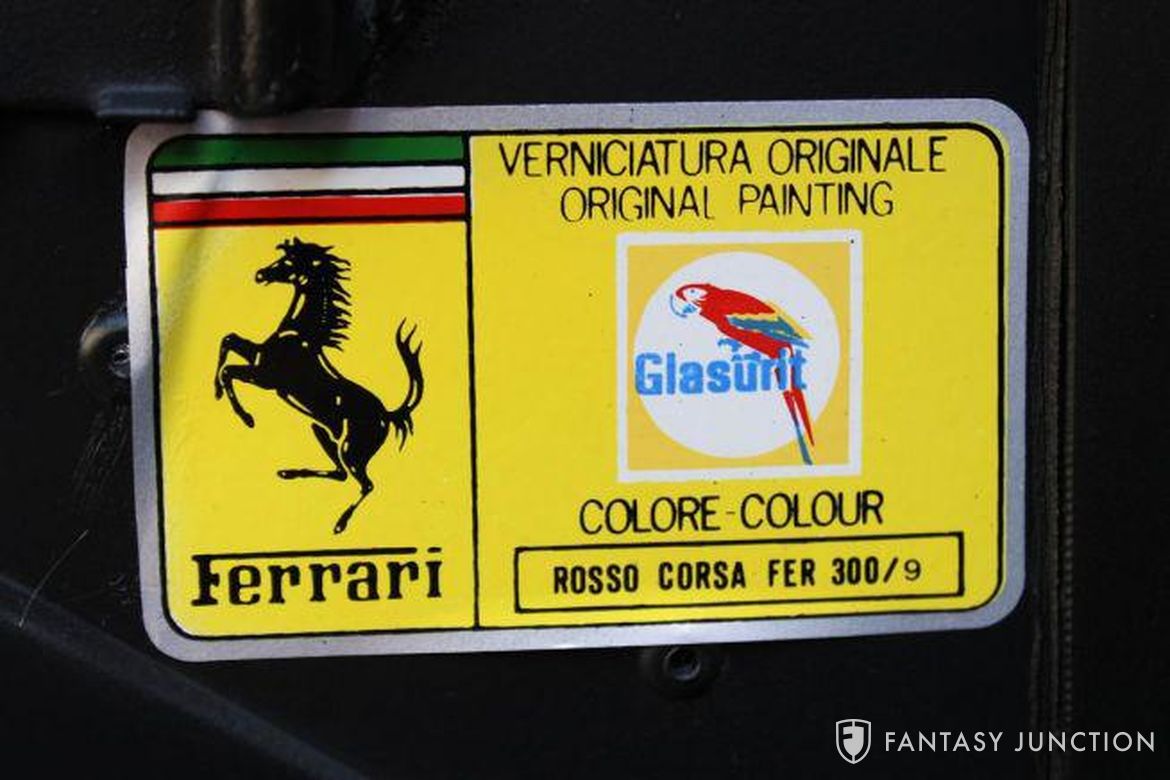 VERNICIATURA ORIGINALE
ORIGINAL PAINTING
Glasurit
COLORE-COLOUR
ROSSO CORSA FER 300/9
Ferrari
FANTASY JUNCTION